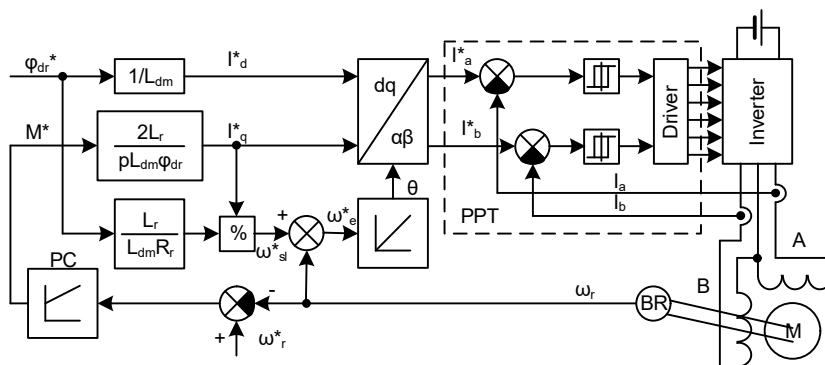 φdr*
1/Ldm
I*d
dq
αβ
I*a
Driver
Inverter
M*
2Lr
pLdmφdr
I*q
I*b
Lr
LdmRr
%
+
ω*sl
ω*e
θ
PPT
Ia
Ib
A
PC
-
+
ω*r
ωr
BR
B
M